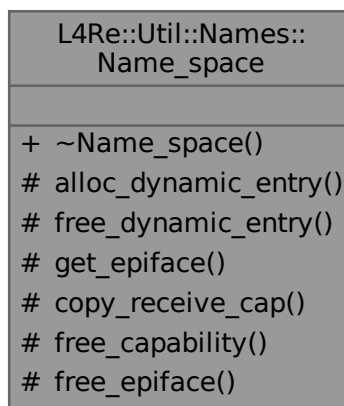 L4Re::Util::Names::
Name_space
+ ~Name_space()
# alloc_dynamic_entry()
# free_dynamic_entry()
# get_epiface()
# copy_receive_cap()
# free_capability()
# free_epiface()